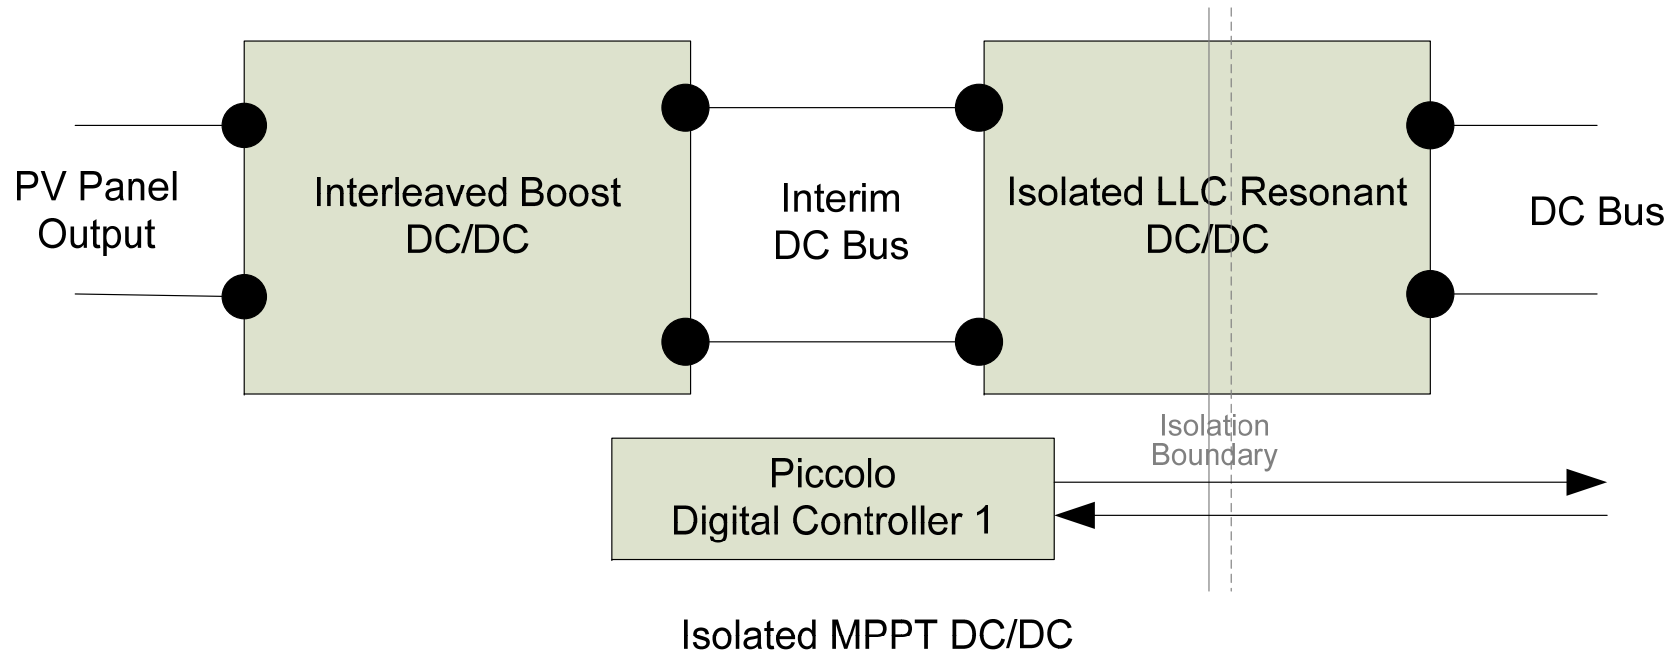 PV Panel
Output
Interleaved Boost
DC/DC
Interim
DC Bus
Isolated LLC Resonant
DC/DC
DC Bus
Isolation
Boundary
Piccolo
Digital Controller 1
Isolated MPPT DC/DC